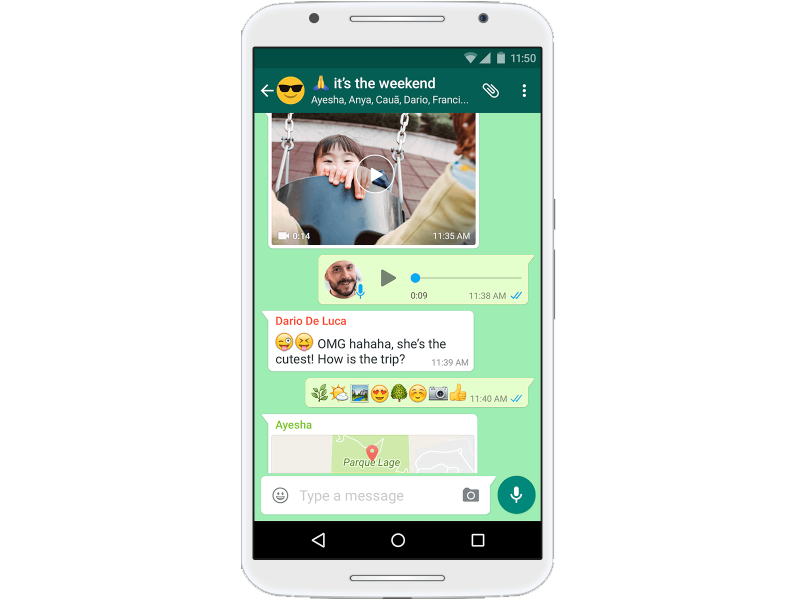 11:50
🙏 it's the weekend
Ayesha, Anya, Cauã, Dario, Franci...
0:14
11:35 AM
0:09
11:38 AM
Dario De Luca
😜😝 OMG hahaha, she's the
cutest! How is the trip?
11:39 AM
🌿🌤🏞😍🌳☺📷👍 11:40 AM
Ayesha
Parque Lage
Type a message